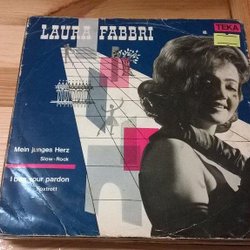 LAURA FABBRI
TEKA
Mein junges Herz
Slow-Rock
I beg your pardon
Foxtrott